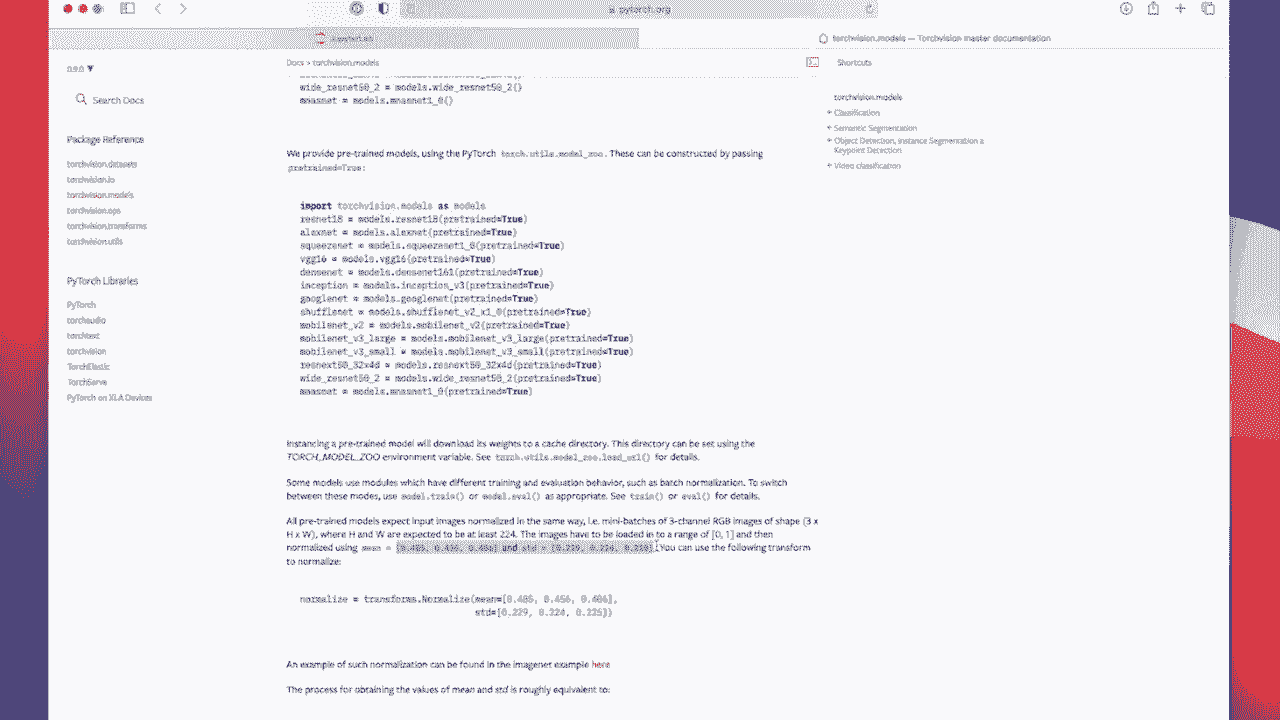 pytorch.org
torchvision.models — Torchvision master documentation
Docs > torchvision.models
Shortcuts
Search Docs
Package Reference
torchvision.datasets
torchvision.io
torchvision.models
torchvision.ops
torchvision.transforms
torchvision.utils
PyTorch Libraries
PyTorch
torchaudio
torchtext
torchvision
TorchElastic
TorchServe
PyTorch on XLA Devices
wide_resnet50_2 = models.wide_resnet50_2()
mnasnet = models.mnasnet1_0()
We provide pre-trained models, using the PyTorch torch.utils.model_zoo. These can be constructed by passing
pretrained=True:
import torchvision.models as models
resnet18 = models.resnet18(pretrained=True)
alexnet = models.alexnet(pretrained=True)
squeezenet = models.squeezenet1_0(pretrained=True)
vgg16 = models.vgg16(pretrained=True)
densenet = models.densenet161(pretrained=True)
inception = models.inception_v3(pretrained=True)
googlenet = models.googlenet(pretrained=True)
shufflenet = models.shufflenet_v2_x1_0(pretrained=True)
mobilenet_v2 = models.mobilenet_v2(pretrained=True)
mobilenet_v3_large = models.mobilenet_v3_large(pretrained=True)
mobilenet_v3_small = models.mobilenet_v3_small(pretrained=True)
resnext50_32x4d = models.resnext50_32x4d(pretrained=True)
wide_resnet50_2 = models.wide_resnet50_2(pretrained=True)
mnasnet = models.mnasnet1_0(pretrained=True)
Instancing a pre-trained model will download its weights to a cache directory. This directory can be set using the
TORCH_MODEL_ZOO environment variable. See torch.utils.model_zoo.load_url() for details.
Some models use modules which have different training and evaluation behavior, such as batch normalization. To switch
between these modes, use model.train() or model.eval() as appropriate. See train() or eval() for details.
All pre-trained models expect input images normalized in the same way, i.e. mini-batches of 3-channel RGB images of shape (3 x
H x W), where H and W are expected to be at least 224. The images have to be loaded in to a range of [0, 1] and then
normalized using mean = [0.485, 0.456, 0.406] and std = [0.229, 0.224, 0.225]. You can use the following transform
to normalize:
normalize = transforms.Normalize(mean=[0.485, 0.456, 0.406],
std=[0.229, 0.224, 0.225])
An example of such normalization can be found in the imagenet example here
The process for obtaining the values of mean and std is roughly equivalent to:
torchvision.models
+ Classification
+ Semantic Segmentation
+ Object Detection, Instance Segmentation a
Keypoint Detection
+ Video classification